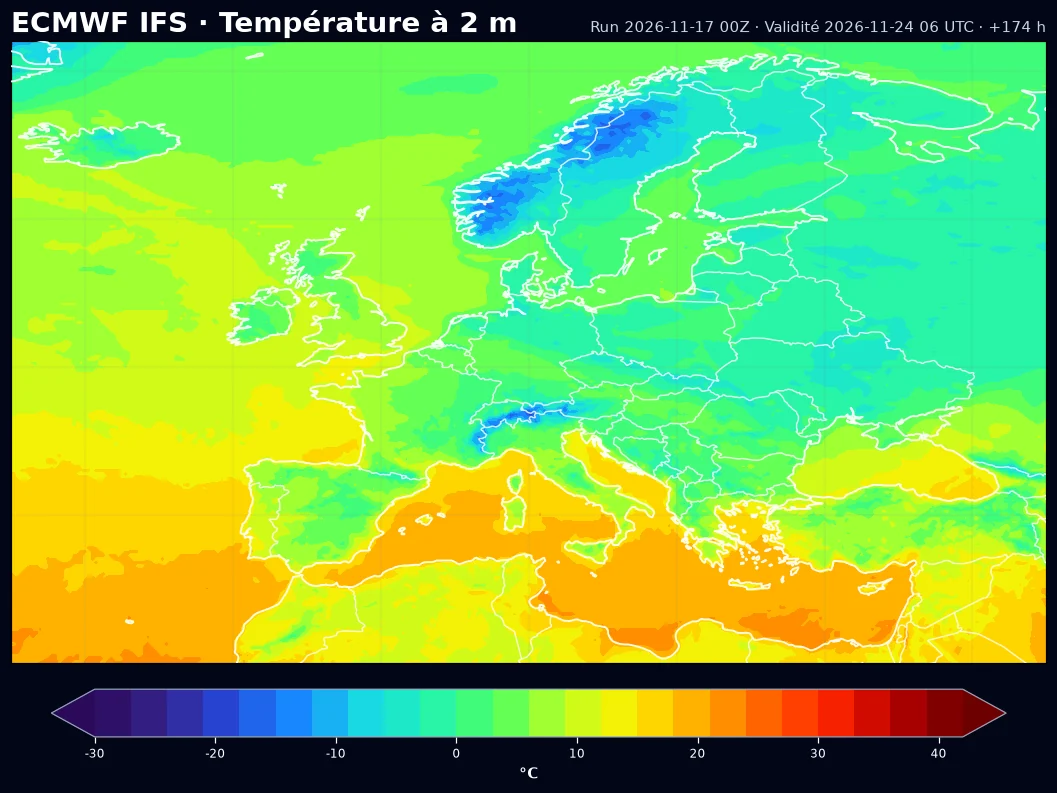 ECMWF IFS · Température à 2 m
Run 2026-11-17 00Z · Validité 2026-11-24 06 UTC · +174 h
-30 -20 -10 0 10 20 30 40
°C